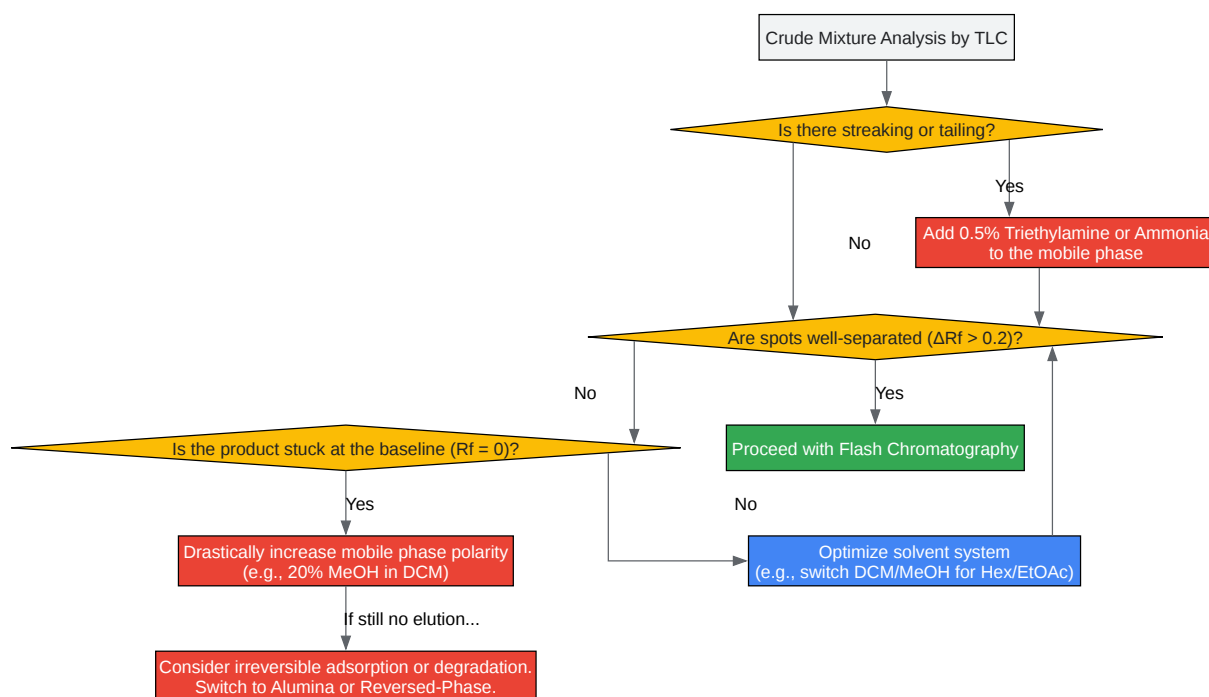 Crude Mixture Analysis by TLC
Is there streaking or tailing?
Yes
No
Add 0.5% Triethylamine or Ammonia
to the mobile phase
Are spots well-separated (ΔRf > 0.2)?
No
Yes
Is the product stuck at the baseline (Rf = 0)?
Proceed with Flash Chromatography
Yes
No
Drastically increase mobile phase polarity
(e.g., 20% MeOH in DCM)
Optimize solvent system
(e.g., switch DCM/MeOH for Hex/EtOAc)
If still no elution...
Consider irreversible adsorption or degradation.
Switch to Alumina or Reversed-Phase.